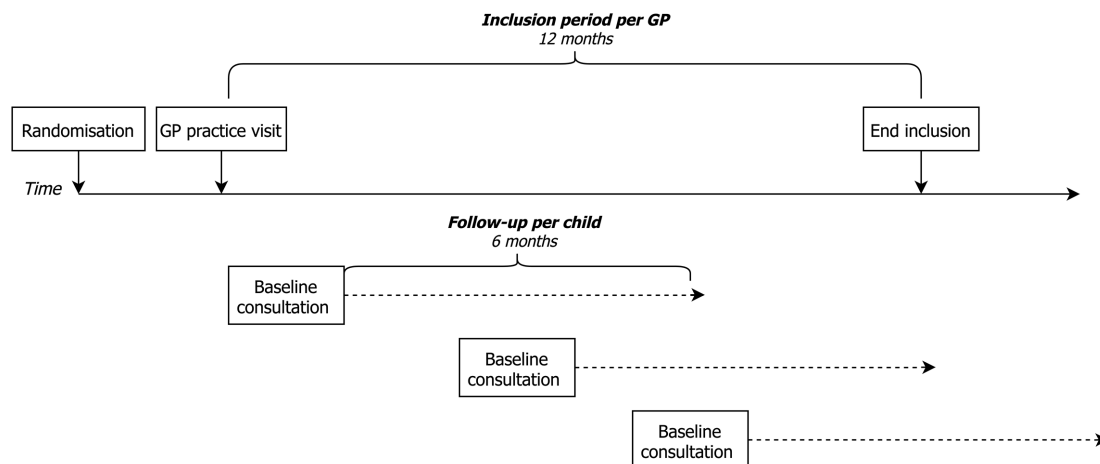 Inclusion period per GP
12 months
Randomisation
GP practice visit
End inclusion
Time
Follow-up per child
6 months
Baseline
consultation
Baseline
consultation
Baseline
consultation